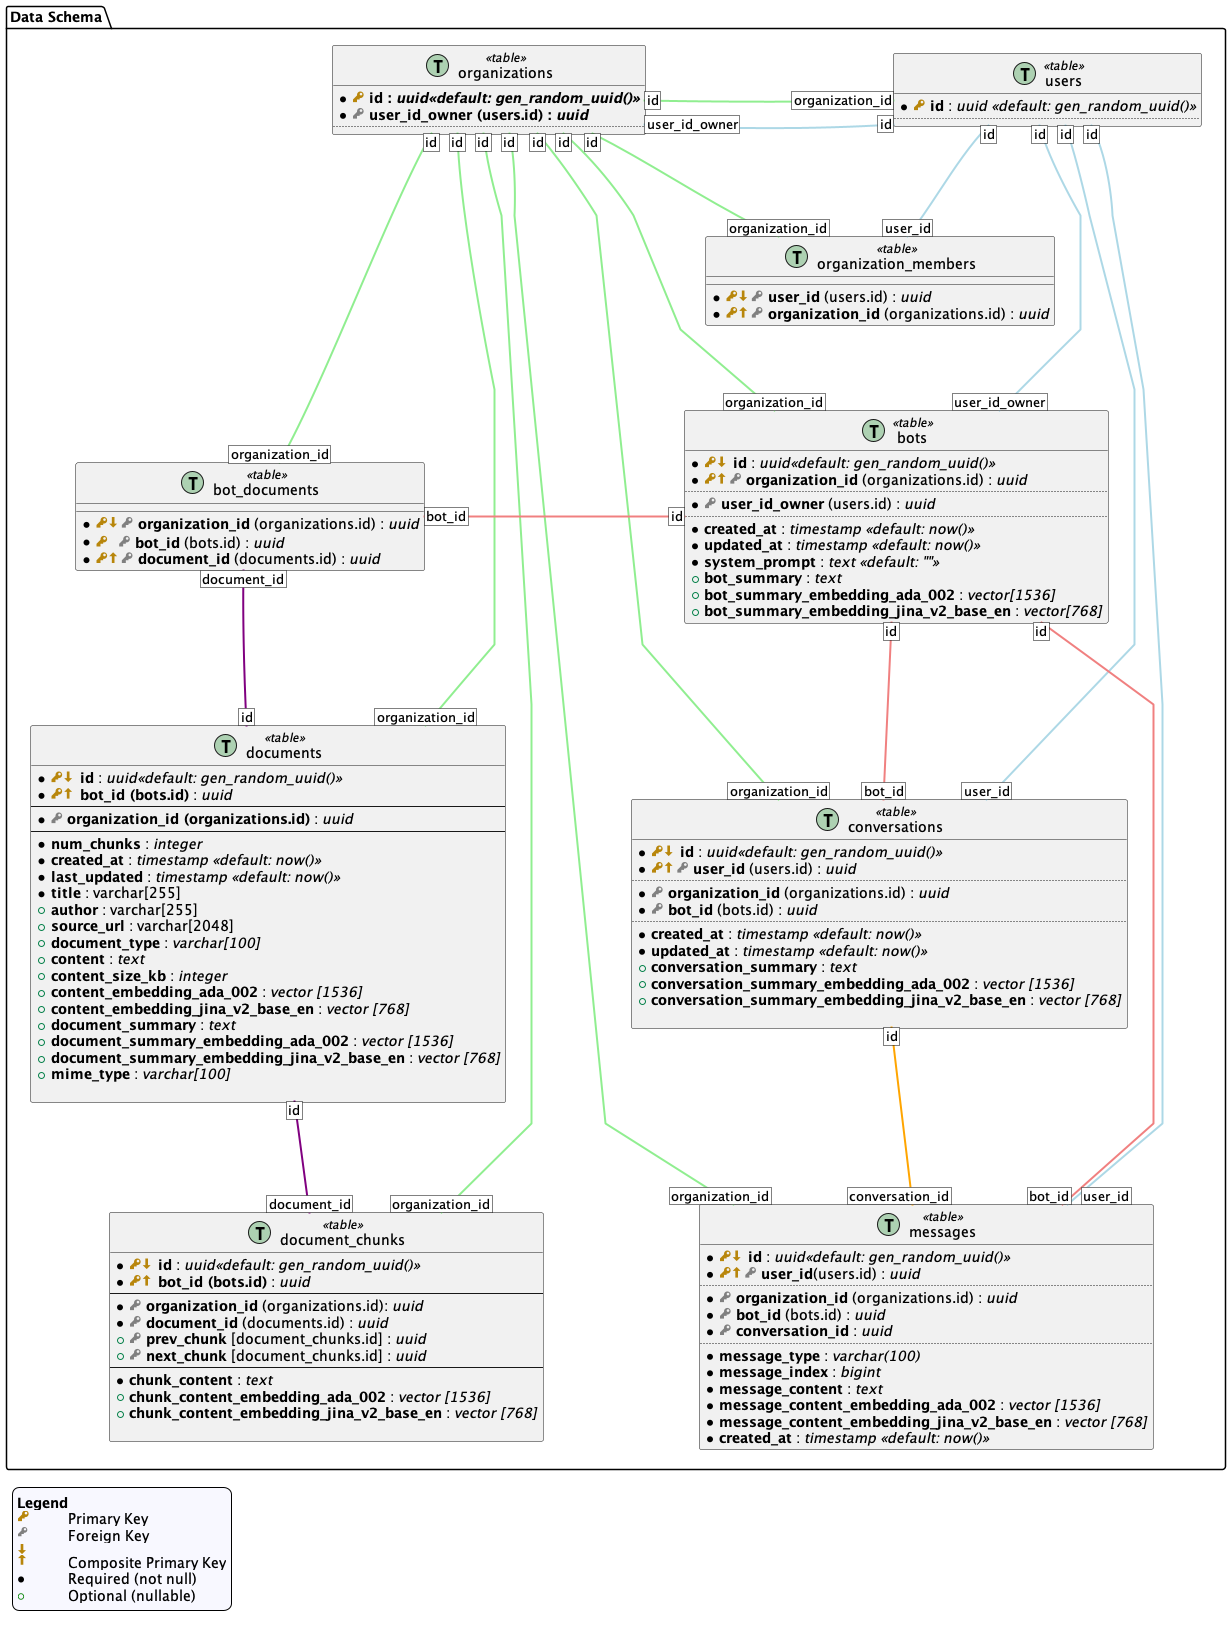 Data Schema
«table»
organizations
id : uuid«default: gen_random_uuid()»
user_id_owner (users.id) : uuid
«table»
users
id : uuid «default: gen_random_uuid()»
id
organization_id
user_id_owner
id
id
id
id
id
id
id
id
id
id
id
id
organization_id
user_id
«table»
organization_members
user_id (users.id) : uuid
organization_id (organizations.id) : uuid
organization_id
user_id_owner
«table»
bots
id : uuid«default: gen_random_uuid()»
organization_id (organizations.id) : uuid
user_id_owner (users.id) : uuid
created_at : timestamp «default: now()»
updated_at : timestamp «default: now()»
system_prompt : text «default: ""»
bot_summary : text
bot_summary_embedding_ada_002 : vector[1536]
bot_summary_embedding_jina_v2_base_en : vector[768]
organization_id
«table»
bot_documents
organization_id (organizations.id) : uuid
bot_id (bots.id) : uuid
document_id (documents.id) : uuid
bot_id
id
document_id
id
id
id
organization_id
«table»
documents
id : uuid«default: gen_random_uuid()»
bot_id (bots.id) : uuid
organization_id (organizations.id) : uuid
num_chunks : integer
created_at : timestamp «default: now()»
last_updated : timestamp «default: now()»
title : varchar[255]
author : varchar[255]
source_url : varchar[2048]
document_type : varchar[100]
content : text
content_size_kb : integer
content_embedding_ada_002 : vector [1536]
content_embedding_jina_v2_base_en : vector [768]
document_summary : text
document_summary_embedding_ada_002 : vector [1536]
document_summary_embedding_jina_v2_base_en : vector [768]
mime_type : varchar[100]
organization_id
bot_id
user_id
«table»
conversations
id : uuid«default: gen_random_uuid()»
user_id (users.id) : uuid
organization_id (organizations.id) : uuid
bot_id (bots.id) : uuid
created_at : timestamp «default: now()»
updated_at : timestamp «default: now()»
conversation_summary : text
conversation_summary_embedding_ada_002 : vector [1536]
conversation_summary_embedding_jina_v2_base_en : vector [768]
id
id
document_id
organization_id
«table»
document_chunks
id : uuid«default: gen_random_uuid()»
bot_id (bots.id) : uuid
organization_id (organizations.id): uuid
document_id (documents.id) : uuid
prev_chunk [document_chunks.id] : uuid
next_chunk [document_chunks.id] : uuid
chunk_content : text
chunk_content_embedding_ada_002 : vector [1536]
chunk_content_embedding_jina_v2_base_en : vector [768]
organization_id
conversation_id
bot_id
user_id
«table»
messages
id : uuid«default: gen_random_uuid()»
user_id(users.id) : uuid
organization_id (organizations.id) : uuid
bot_id (bots.id) : uuid
conversation_id : uuid
message_type : varchar(100)
message_index : bigint
message_content : text
message_content_embedding_ada_002 : vector [1536]
message_content_embedding_jina_v2_base_en : vector [768]
created_at : timestamp «default: now()»
Legend
Primary Key
Foreign Key
Composite Primary Key
Required (not null)
Optional (nullable)
T
T
T
T
T
T
T
T
T